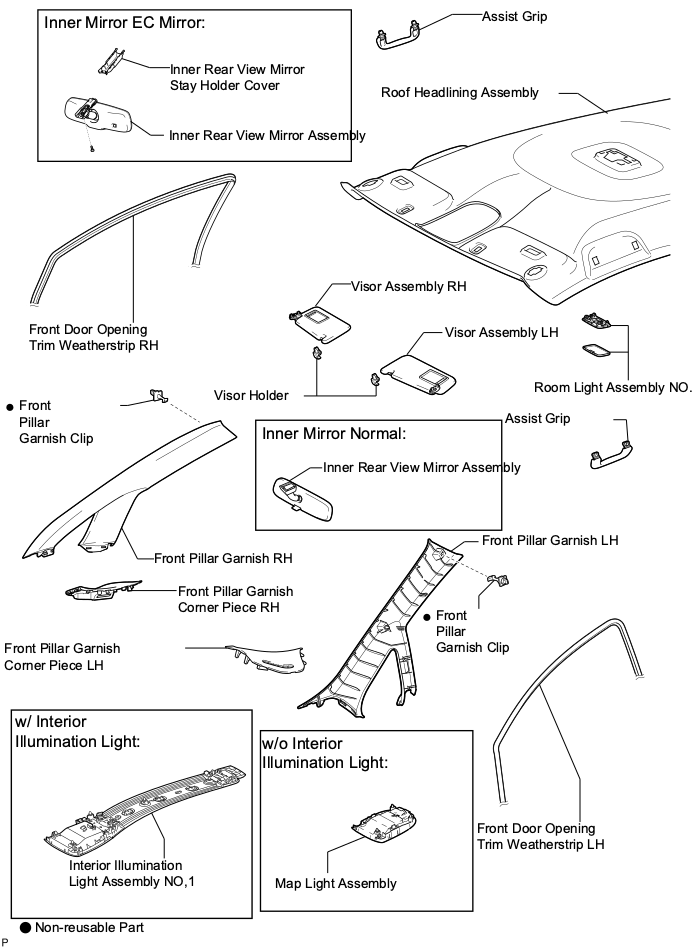 Inner Mirror EC Mirror:
Inner Rear View Mirror
Stay Holder Cover
Inner Rear View Mirror Assembly
Assist Grip
Roof Headlining Assembly
Front Door Opening
Trim Weatherstrip RH
Visor Assembly RH
Visor Assembly LH
Visor Holder
Room Light Assembly NO.
● Front
Pillar
Garnish Clip
Inner Mirror Normal:
Inner Rear View Mirror Assembly
Assist Grip
Front Pillar Garnish RH
Front Pillar Garnish LH
Front Pillar Garnish
Corner Piece RH
● Front
Pillar
Garnish Clip
Front Pillar Garnish
Corner Piece LH
w/ Interior
Illumination Light:
Interior Illumination
Light Assembly NO,1
w/o Interior
Illumination Light:
Map Light Assembly
Front Door Opening
Trim Weatherstrip LH
● Non-reusable Part
P